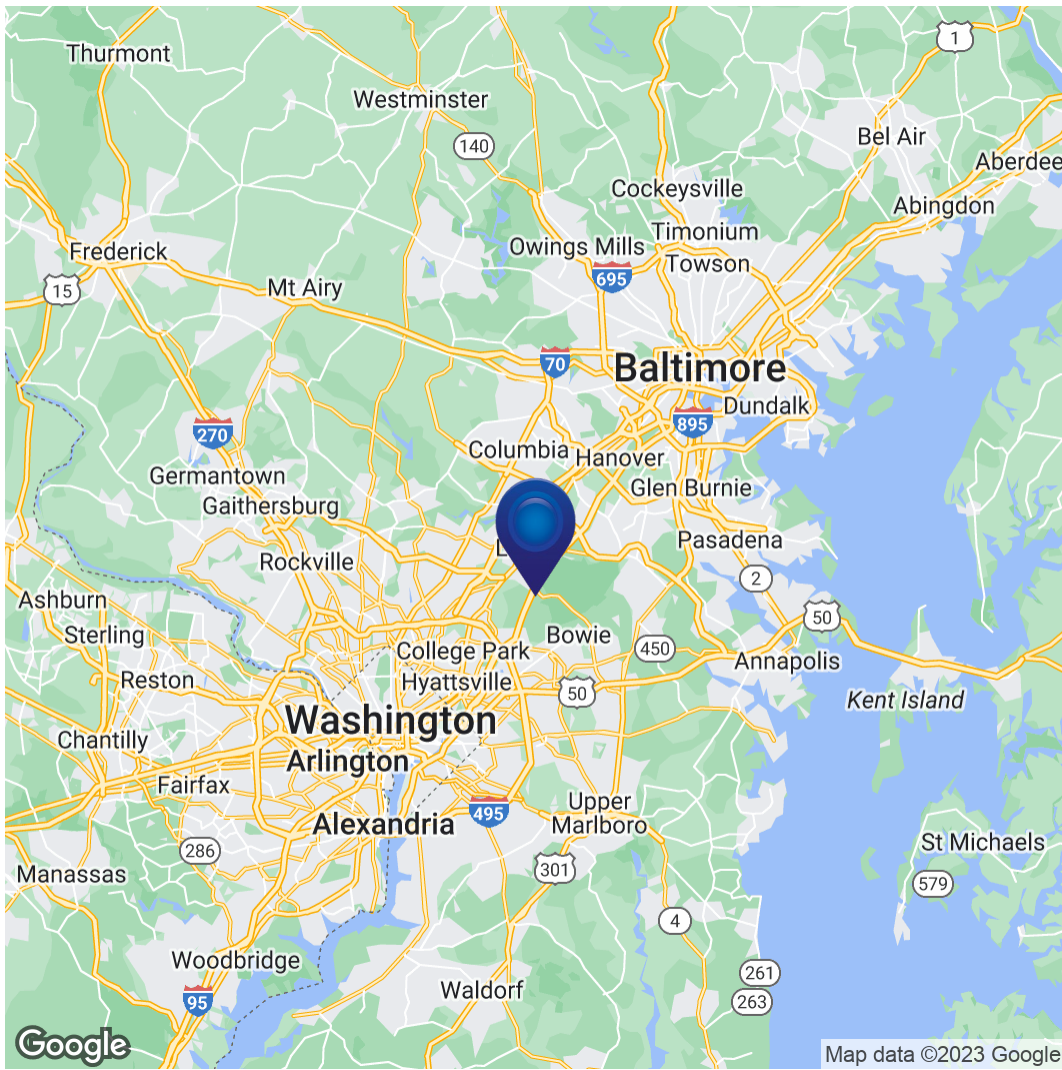 1
Thurmont
Westminster
140
Bel Air
Aberdee
Cockeysville
Abingdon
Timonium
Owings Mills
Towson
Frederick
695
15
Mt Airy
70
Baltimore
Dundalk
895
270
Columbia
Hanover
Germantown
Glen Burnie
Gaithersburg
L
Pasadena
Rockville
2
Ashburn
50
Sterling
Bowie
450
College Park
Annapolis
Reston
Hyattsville
50
Kent Island
Washington
Chantilly
Arlington
Fairfax
Upper
Marlboro
495
Alexandria
286
St Michaels
301
Manassas
579
4
Woodbridge
261
Waldorf
95
263
Google
Map data ©2023 Google